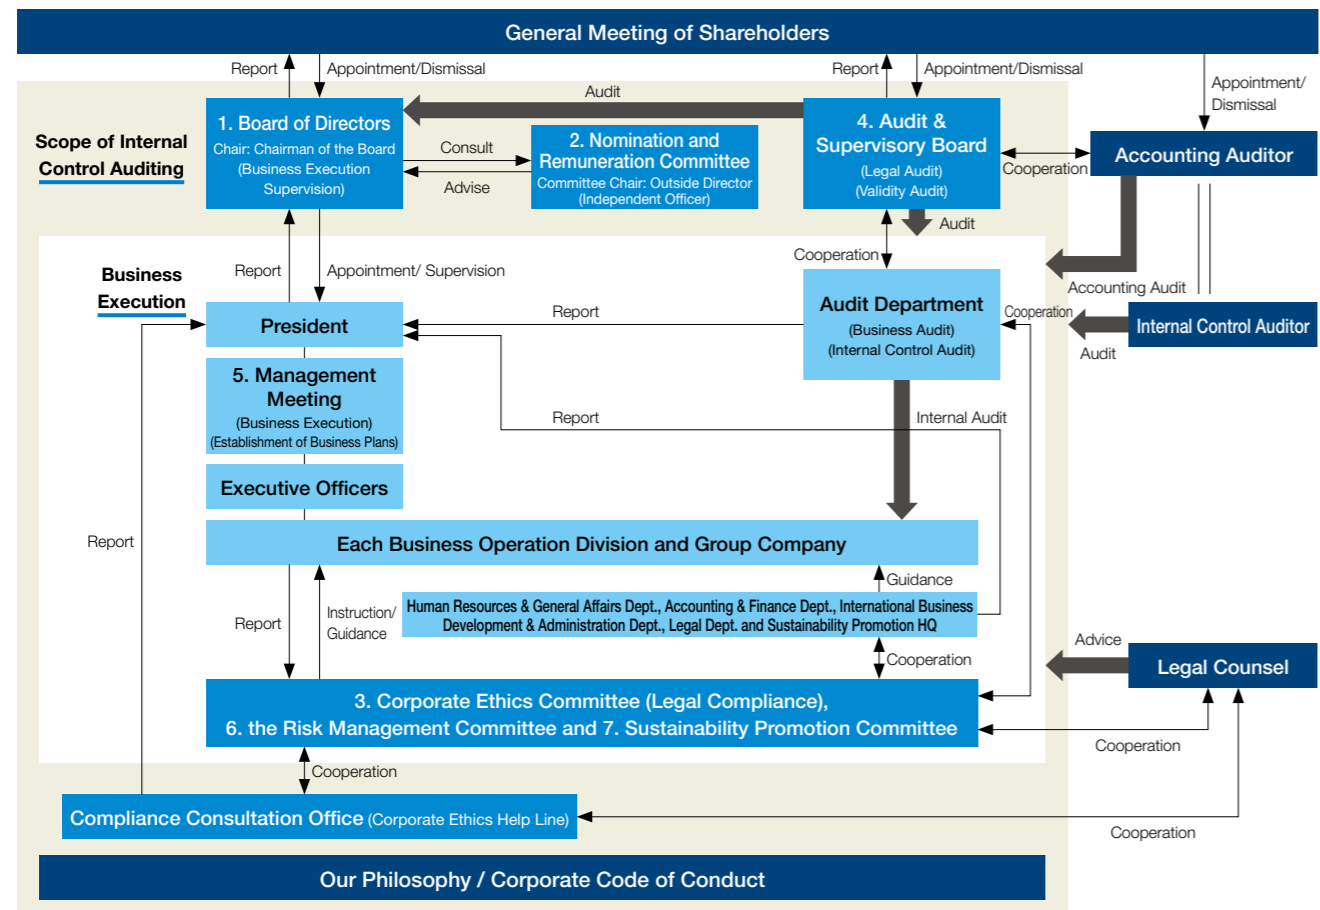 General Meeting of Shareholders
Report
Appointment/Dismissal
Report
Appointment/Dismissal
Appointment/
Dismissal
Scope of Internal
Control Auditing
1. Board of Directors
Chair: Chairman of the Board
(Business Execution
Supervision)
Audit
Consult
Advise
2. Nomination and
Remuneration Committee
Committee Chair: Outside Director
(Independent Officer)
4. Audit &
Supervisory Board
(Legal Audit)
(Validity Audit)
Cooperation
Accounting Auditor
Audit
Cooperation
Accounting Audit
Business
Execution
Report
Appointment/ Supervision
President
Report
Audit Department
(Business Audit)
(Internal Control Audit)
Cooperation
Internal Control Auditor
Audit
5. Management
Meeting
(Business Execution)
(Establishment of Business Plans)
Report
Internal Audit
Executive Officers
Report
Each Business Operation Division and Group Company
Guidance
Report
Instruction/
Guidance
Human Resources & General Affairs Dept., Accounting & Finance Dept., International Business
Development & Administration Dept., Legal Dept. and Sustainability Promotion HQ
Cooperation
Advice
Legal Counsel
3. Corporate Ethics Committee (Legal Compliance),
6. the Risk Management Committee and 7. Sustainability Promotion Committee
Cooperation
Cooperation
Compliance Consultation Office (Corporate Ethics Help Line)
Cooperation
Our Philosophy / Corporate Code of Conduct